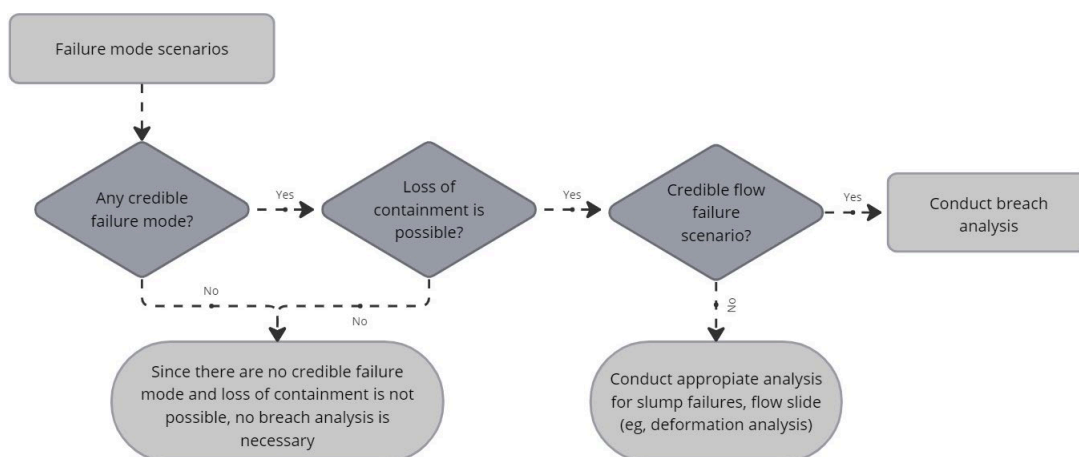 Failure mode scenarios
Any credible
failure mode?
Yes
Loss of
containment is
possible?
Yes
Credible flow
failure
scenario?
Yes
Conduct breach
analysis
No
No
No
Since there are no credible failure
mode and loss of containment is not
possible, no breach analysis is
necessary
Conduct appropiate analysis
for slump failures, flow slide
(eg, deformation analysis)